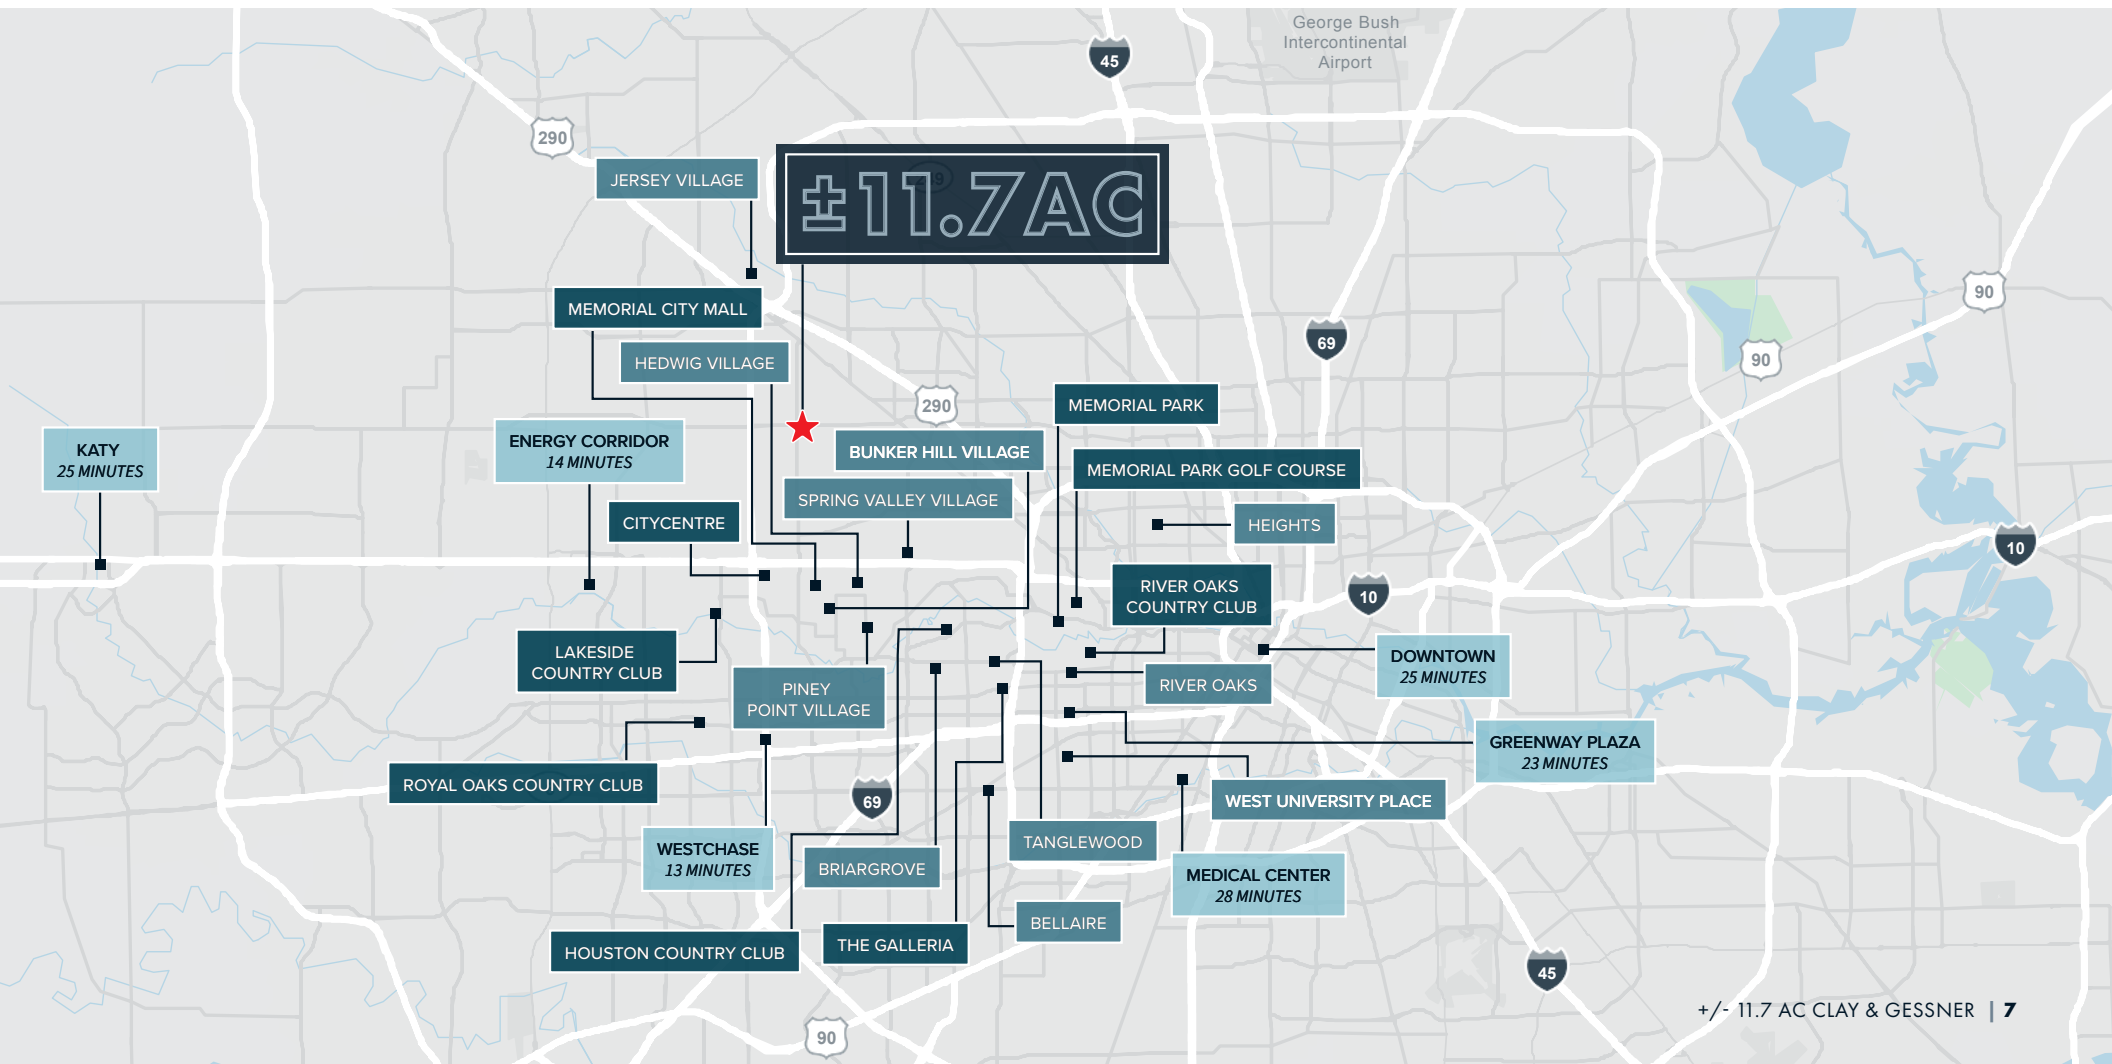 George Bush
Intercontinental
Airport
45
290
JERSEY VILLAGE
±11.7AC
MEMORIAL CITY MALL
90
69
HEDWIG VILLAGE
90
290
MEMORIAL PARK
KATY
25 MINUTES
ENERGY CORRIDOR
14 MINUTES
BUNKER HILL VILLAGE
MEMORIAL PARK GOLF COURSE
SPRING VALLEY VILLAGE
CITYCENTRE
HEIGHTS
10
RIVER OAKS
COUNTRY CLUB
10
LAKESIDE
COUNTRY CLUB
DOWNTOWN
25 MINUTES
PINEY
POINT VILLAGE
RIVER OAKS
GREENWAY PLAZA
23 MINUTES
ROYAL OAKS COUNTRY CLUB
69
WEST UNIVERSITY PLACE
WESTCHASE
13 MINUTES
BRIARGROVE
TANGLEWOOD
MEDICAL CENTER
28 MINUTES
BELLAIRE
HOUSTON COUNTRY CLUB
THE GALLERIA
45
90
+/- 11.7 AC CLAY & GESSNER | 7